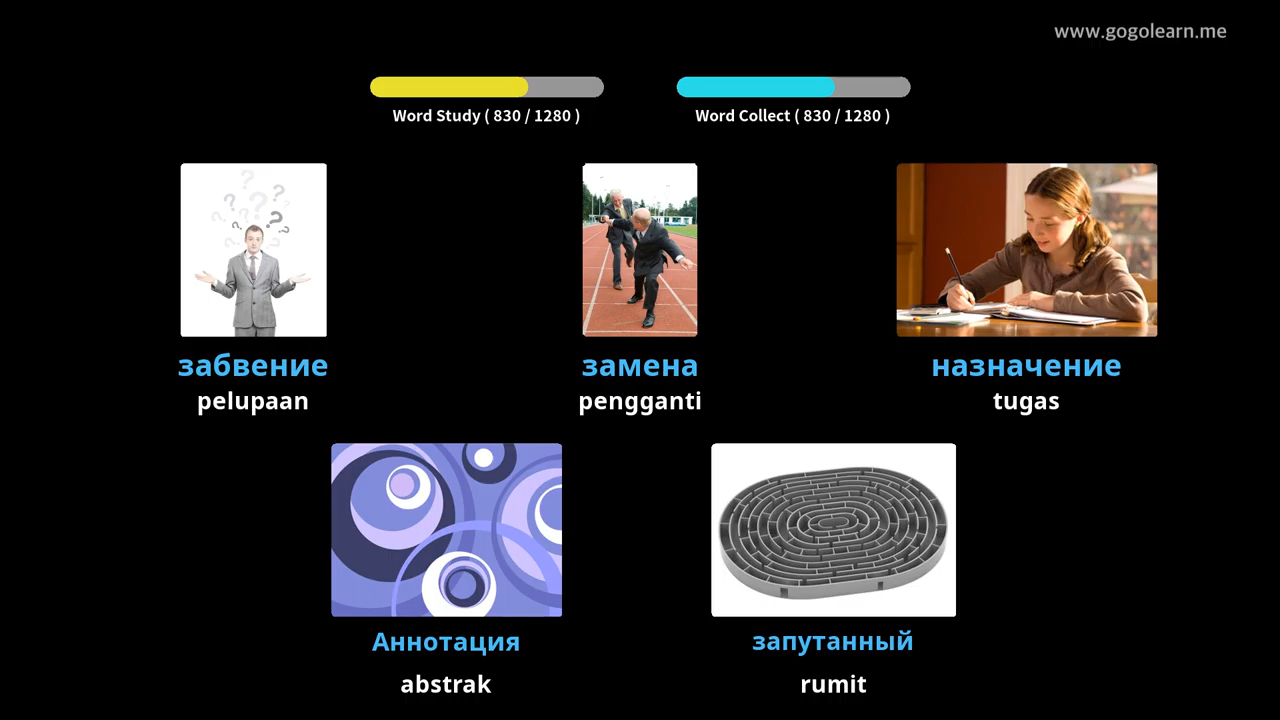 www.gogolearn.me
Word Study ( 830 / 1280 )
Word Collect ( 830 / 1280 )
забвение
pelupaan
замена
pengganti
назначение
tugas
Аннотация
abstrak
запутанный
rumit